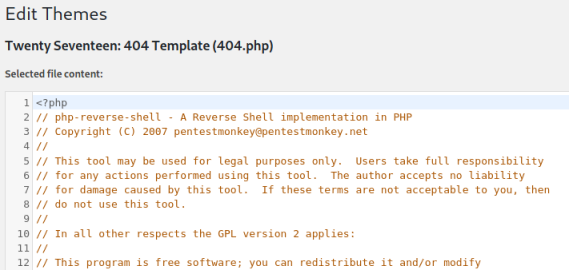 Edit Themes
Twenty Seventeen: 404 Template (404.php)
Selected file content:
1 <?php
2 // php-reverse-shell - A Reverse Shell implementation in PHP
3 // Copyright (C) 2007 pentestmonkey@pentestmonkey.net
4 //
5 // This tool may be used for legal purposes only.  Users take full responsibility
6 // for any actions performed using this tool.  The author accepts no liability
7 // for damage caused by this tool.  If these terms are not acceptable to you, then
8 // do not use this tool.
9 //
10 // In all other respects the GPL version 2 applies:
11 //
12 // This program is free software; you can redistribute it and/or modify